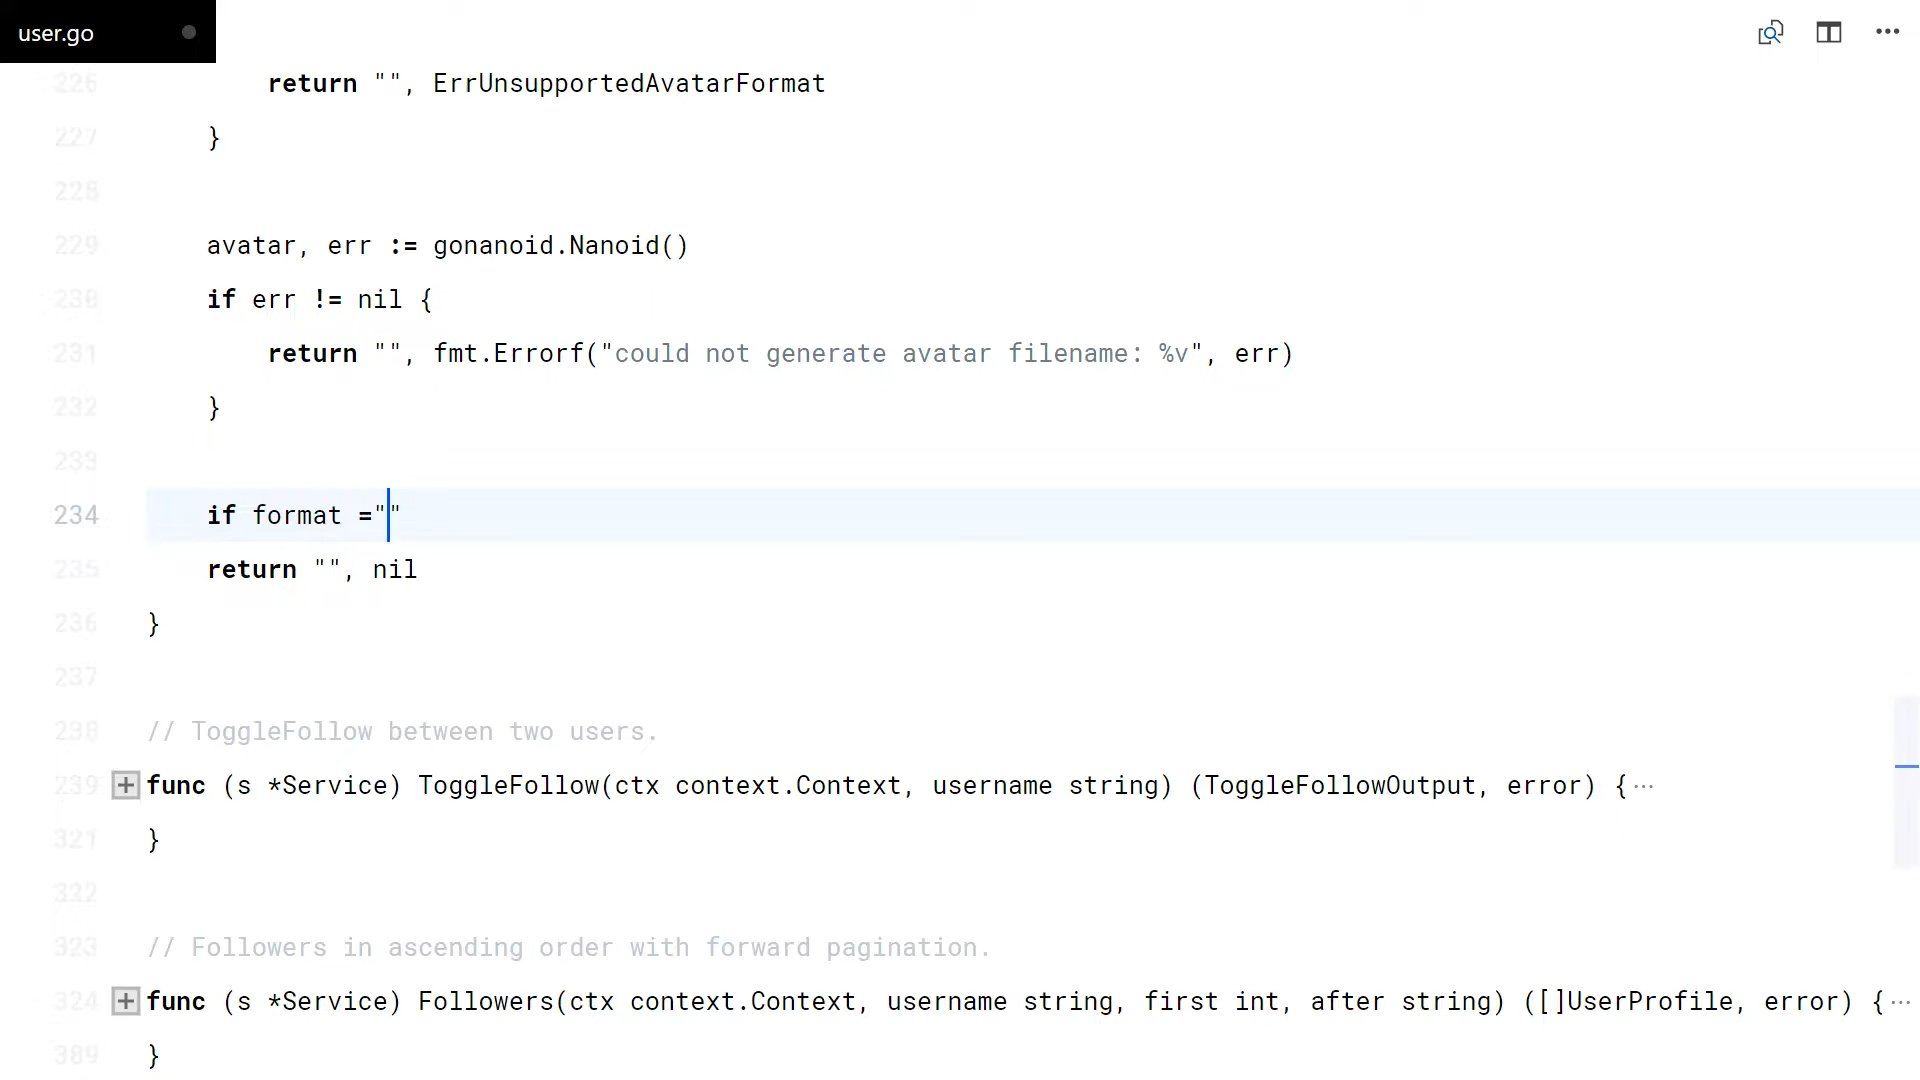 user.go
226 return "", ErrUnsupportedAvatarFormat
227 }
228
229 avatar, err := gonanoid.Nanoid()
230 if err != nil {
231 return "", fmt.Errorf("could not generate avatar filename: %v", err)
232 }
233
234 if format =""
235 return "", nil
236 }
237
238 // ToggleFollow between two users.
239 func (s *Service) ToggleFollow(ctx context.Context, username string) (ToggleFollowOutput, error) {···
321 }
322
323 // Followers in ascending order with forward pagination.
324 func (s *Service) Followers(ctx context.Context, username string, first int, after string) ([]UserProfile, error) {···
389 }